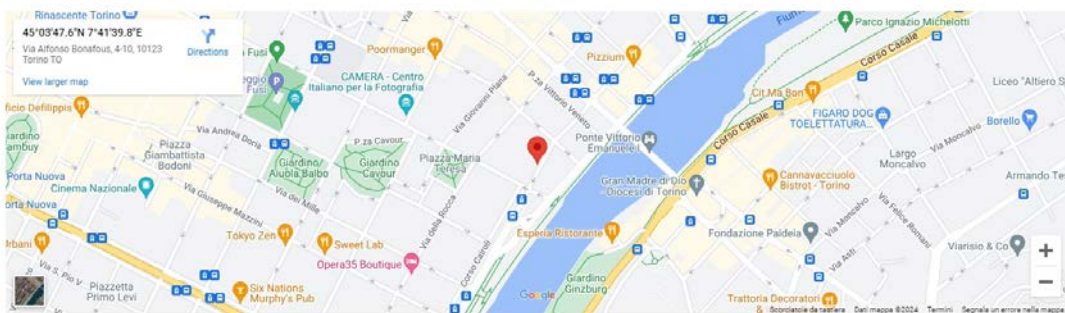 Rinascente Torino
45°03'47.6"N 7°41'39.8"E
Via Alfonso Bonafous, 4-10, 10123
Torino TO
Directions
View larger map
Fusi
Fusi
Poormanger
CAMERA - Centro
Italiano per la Fotografia
Pizzium
P.za Vittorio Veneto
Via Giovanni Plana
Parco Ignazio Michelotti
Corso Casale
Corso Casale
Cit Ma Bon
FIGARO DOG
TOELETTATURA...
Liceo "Altiero S
Borello
Via Moncalvo
Largo
Moncalvo
Armando Te
ficio Defilippis
Via Andrea Doria
P.za Cavour
Piazza
Giambattista
Bodoni
Giardino
Aiuola Balbo
Giardino
Cavour
Piazza Maria
Teresa
Ponte Vittorio
Emanuele I
Gran Madre di Dio
- Diocesi di Torino
Cannavacciuolo
Bistrot - Torino
Porta Nuova
Cinema Nazionale
Via Giuseppe Mazzini
Via dei Mille
Via della Rocca
Corso Cairoli
Tokyo Zen
Sweet Lab
Opera35 Boutique
Esperia Ristorante
Fondazione Paideia
Via Moncalvo
Via Felice Romani
Via Asti
Viarisio & Co
Urbani
Via S. Pio V
Piazzetta
Primo Levi
Six Nations
Murphy's Pub
Giardino
Ginzburg
Trattoria Decoratori
&
Google
Scorciatoie da tastiera
Dati mappa ©2024
Termini
Segnala un errore nella mappa